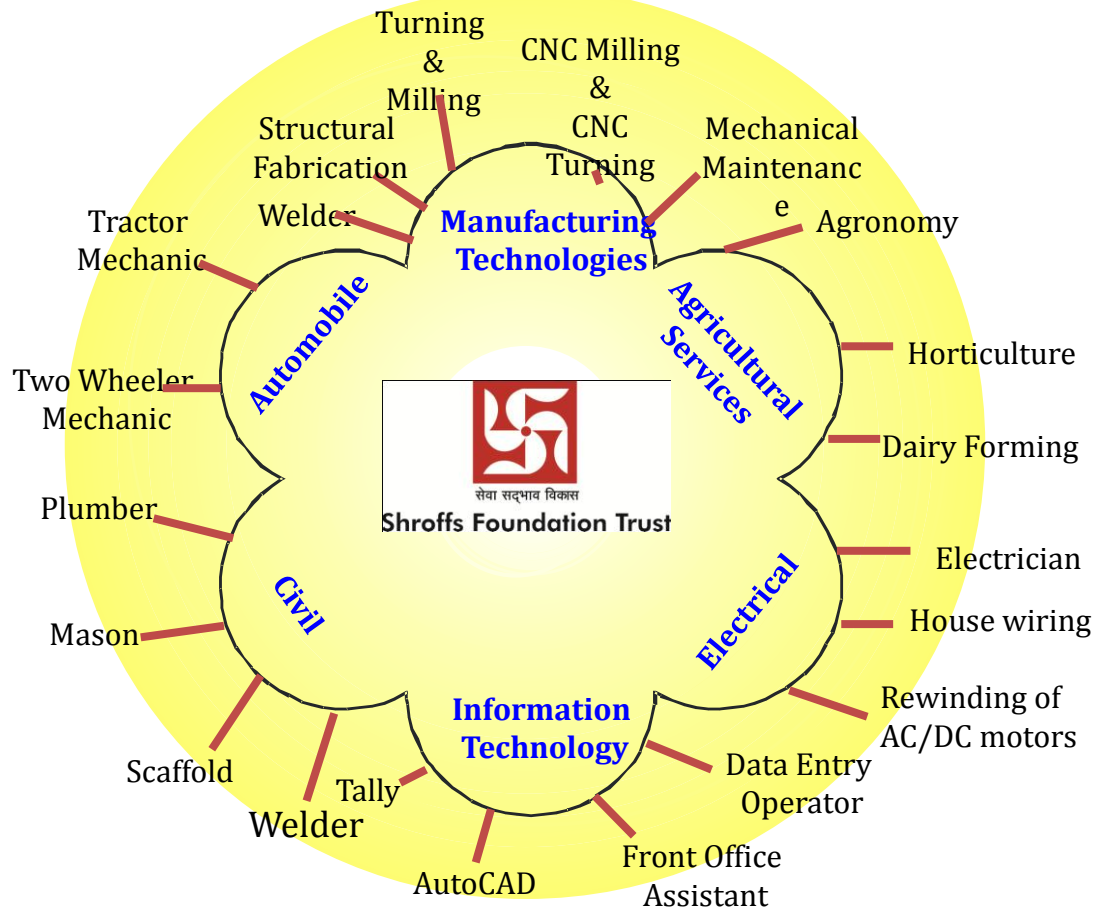 Turning
&
Milling
CNC Milling
&
CNC
Turning
Structural
Fabrication
Mechanical
Maintenanc
e
Welder
Agronomy
Tractor
Mechanic
Manufacturing
Technologies
Automobile
Agricultural
Services
Horticulture
Two Wheeler
Mechanic
Dairy Forming
सेवा सद्‌भाव विकास
Shroffs Foundation Trust
Plumber
Electrician
Civil
Electrical
Mason
House wiring
Information
Technology
Rewinding of
AC/DC motors
Scaffold
Tally
Data Entry
Operator
Welder
AutoCAD
Front Office
Assistant